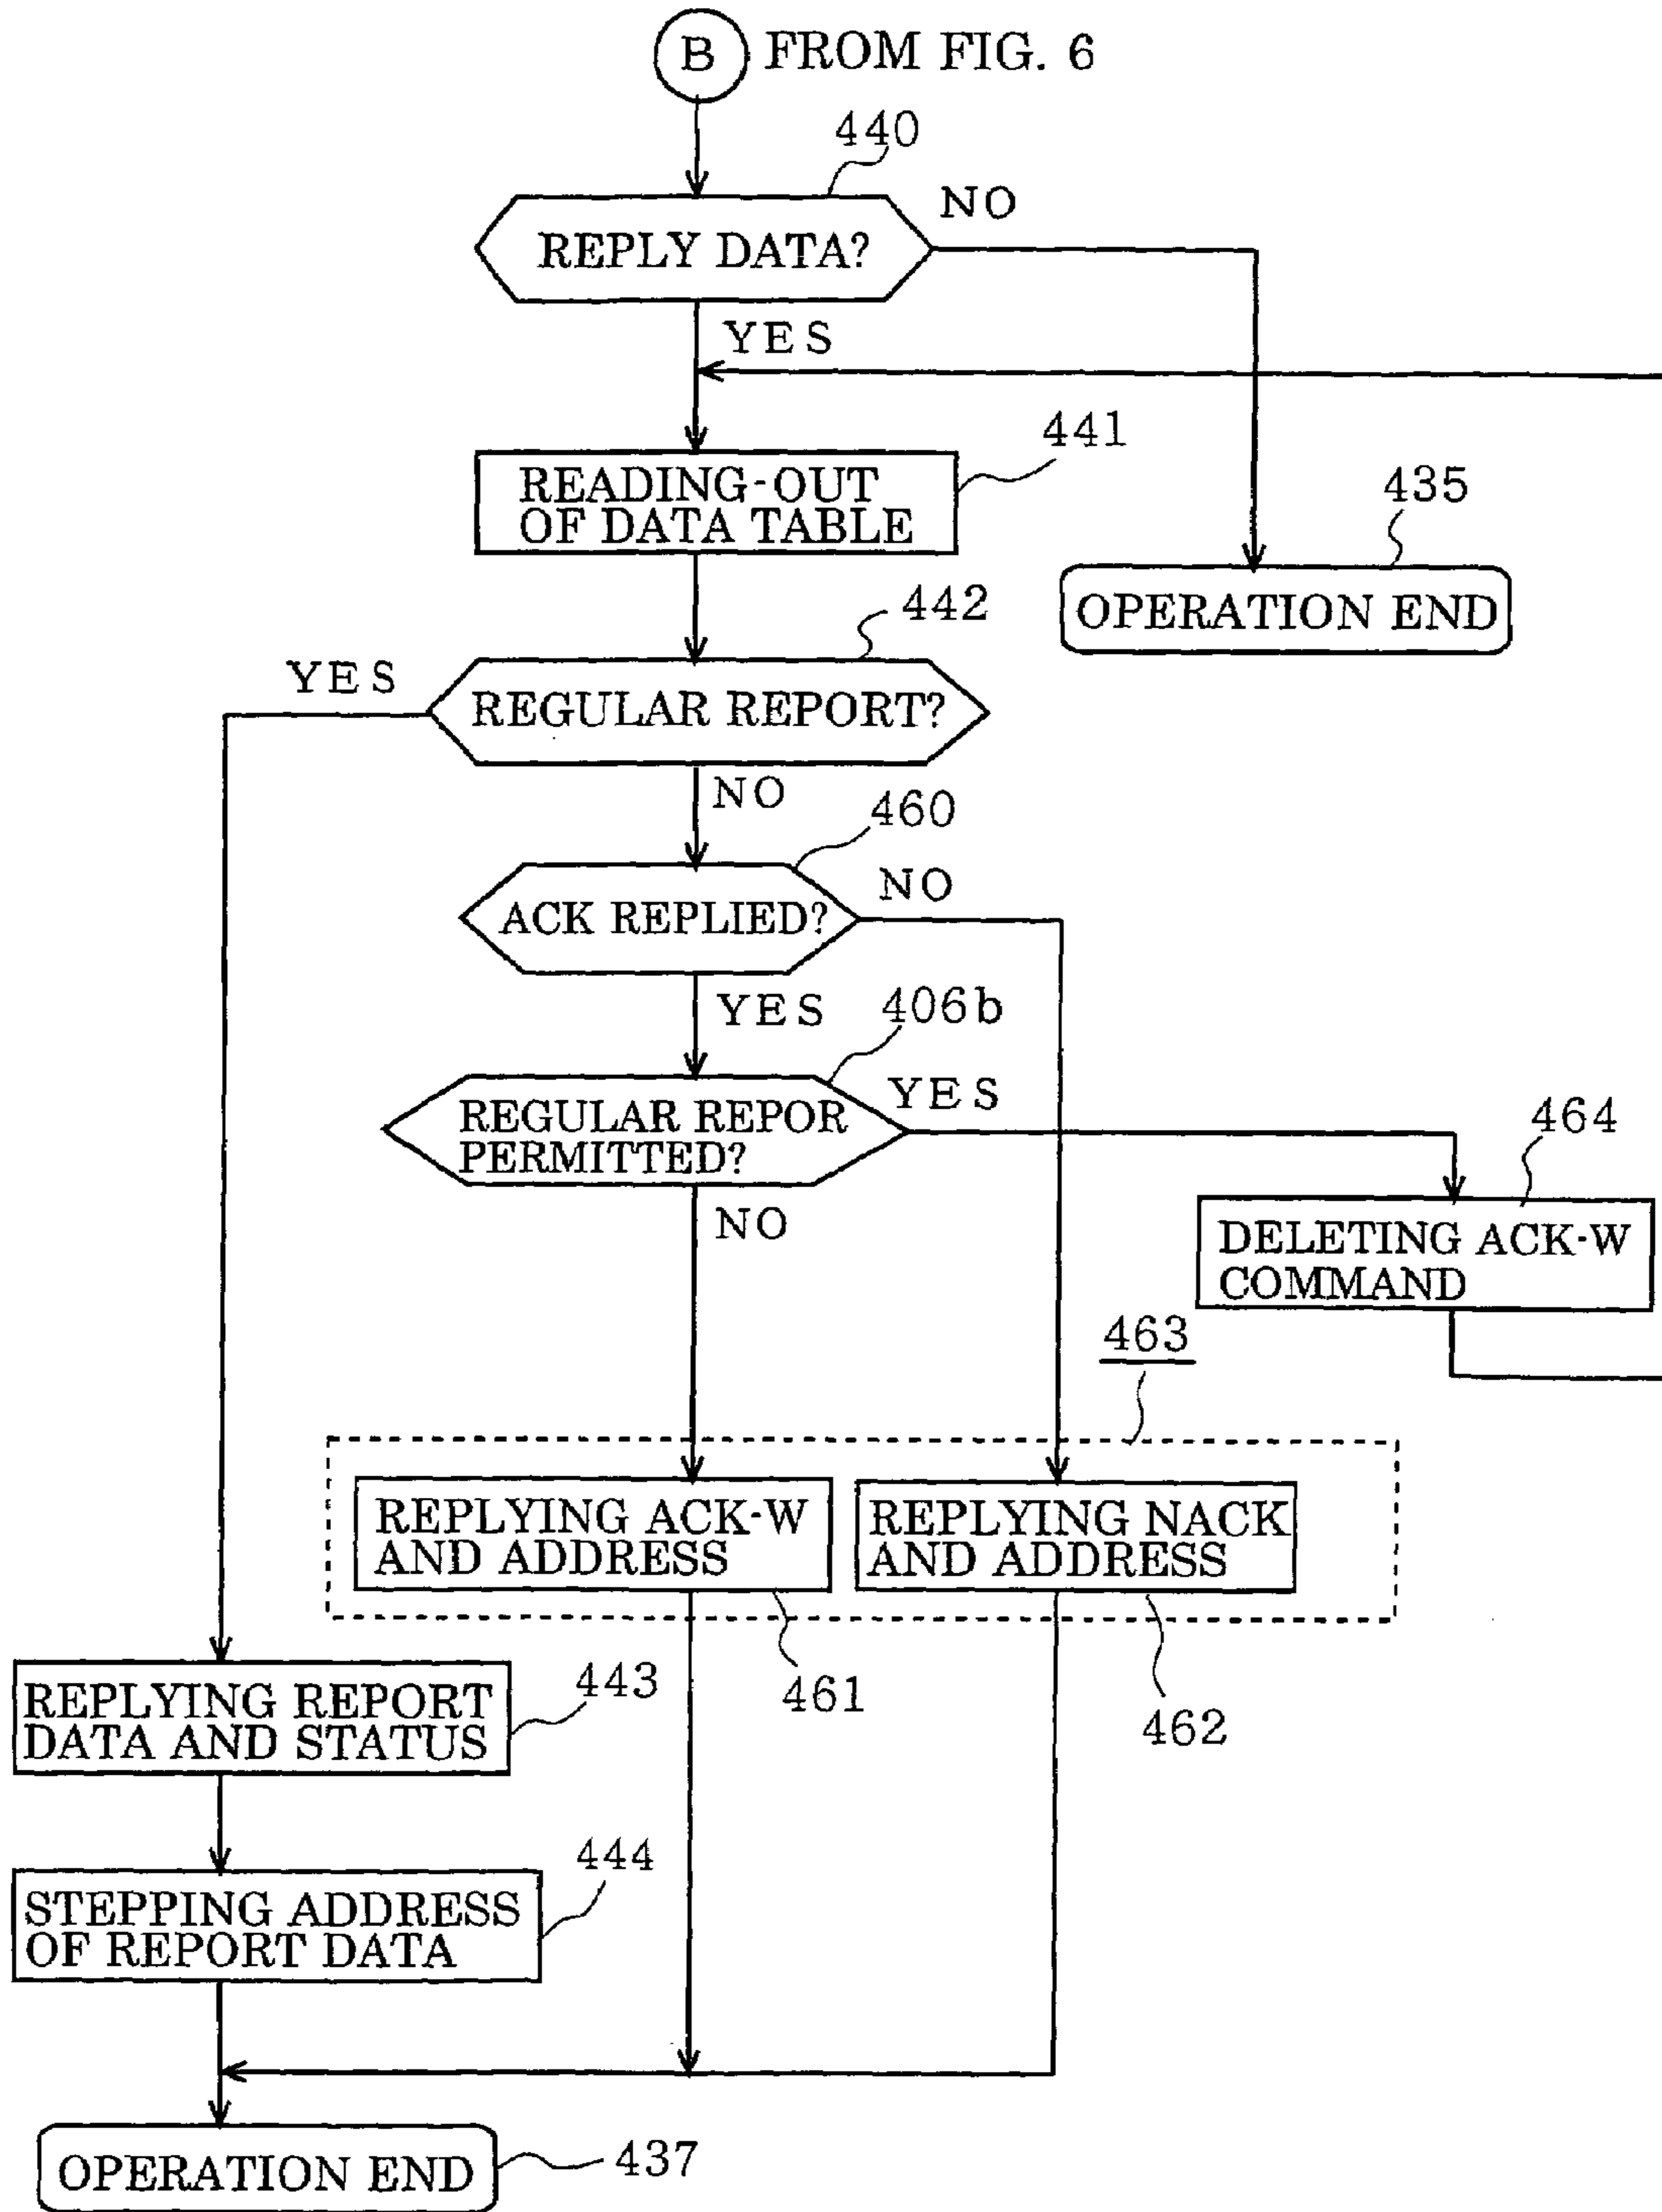 B FROM FIG. 6
440
NO
REPLY DATA?
YES
441
READING-OUT
OF DATA TABLE
435
OPERATION END
442
YES
REGULAR REPORT?
NO
460
NO
ACK REPLIED?
YES
406b
YES
REGULAR REPOR
PERMITTED?
464
NO
DELETING ACK-W
COMMAND
463
REPLYING ACK-W
AND ADDRESS
REPLYING NACK
AND ADDRESS
461
462
443
REPLYING REPORT
DATA AND STATUS
444
STEPPING ADDRESS
OF REPORT DATA
OPERATION END
437